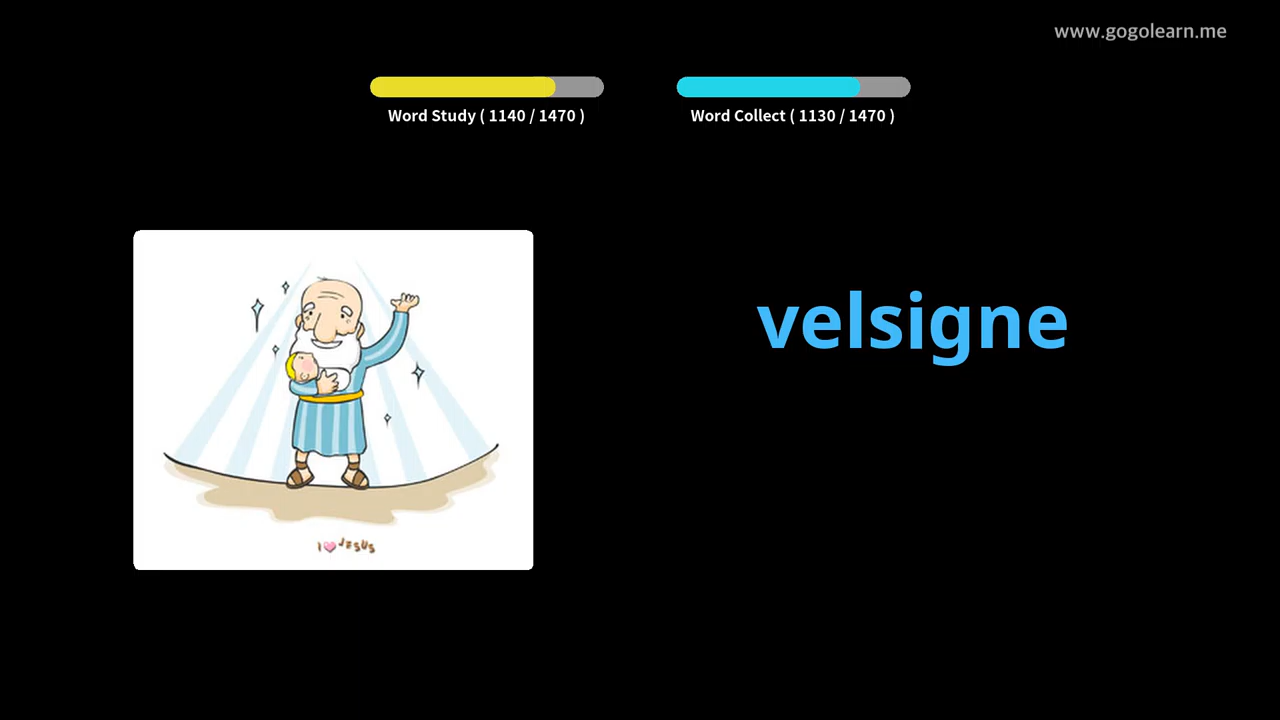 www.gogolearn.me
Word Study ( 1140 / 1470 )
Word Collect ( 1130 / 1470 )
velsigne
I ❤ JESUS